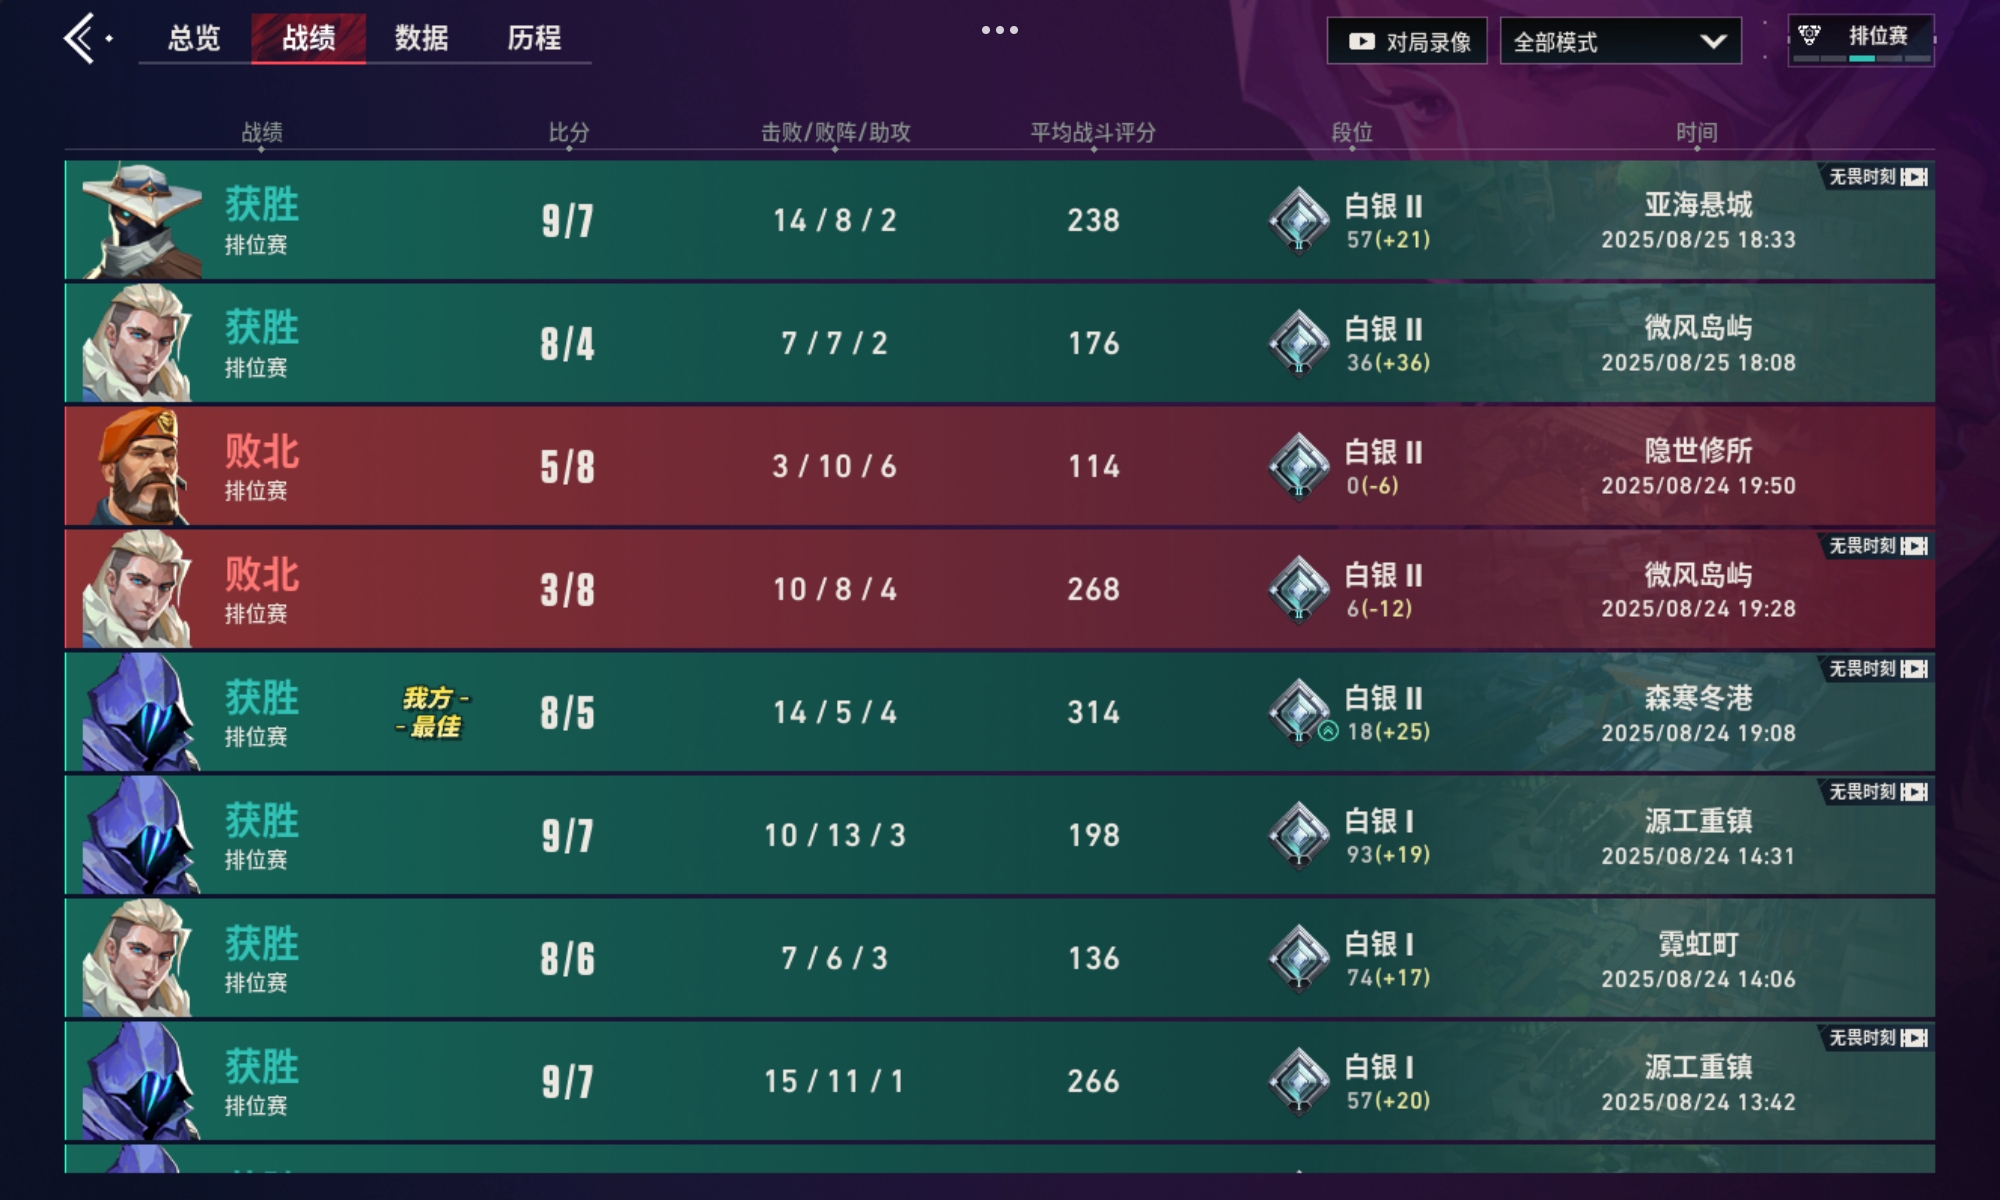 总览 战绩 数据 历程 对局录像 全部模式 排位赛
战绩 比分 击败/败阵/助攻 平均战斗评分 段位 时间
无畏时刻
获胜 9/7 14 / 8 / 2 238 白银 II 亚海悬城
排位赛 57(+21) 2025/08/25 18:33
获胜 8/4 7 / 7 / 2 176 白银 II 微风岛屿
排位赛 36(+36) 2025/08/25 18:08
败北 5/8 3 / 10 / 6 114 白银 II 隐世修所
排位赛 0(-6) 2025/08/24 19:50
无畏时刻
败北 3/8 10 / 8 / 4 268 白银 II 微风岛屿
排位赛 6(-12) 2025/08/24 19:28
无畏时刻
获胜 我方 - 8/5 14 / 5 / 4 314 白银 II 森寒冬港
排位赛 - 最佳 18(+25) 2025/08/24 19:08
无畏时刻
获胜 9/7 10 / 13 / 3 198 白银 I 源工重镇
排位赛 93(+19) 2025/08/24 14:31
获胜 8/6 7 / 6 / 3 136 白银 I 霓虹町
排位赛 74(+17) 2025/08/24 14:06
无畏时刻
获胜 9/7 15 / 11 / 1 266 白银 I 源工重镇
排位赛 57(+20) 2025/08/24 13:42